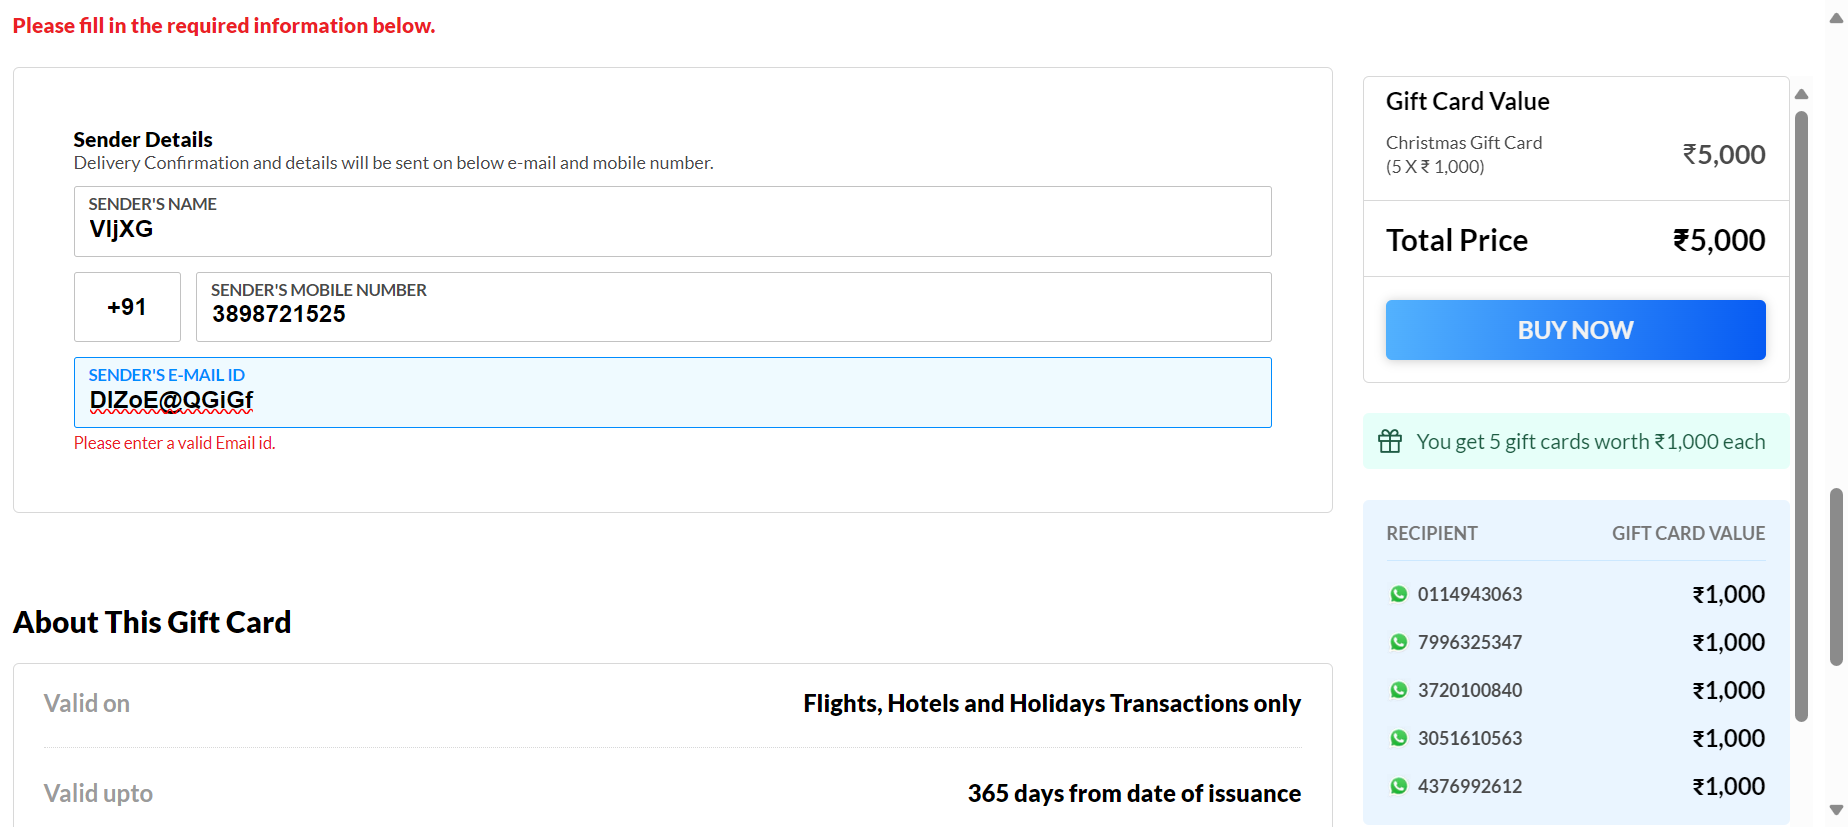 Please fill in the required information below.
Sender Details
Delivery Confirmation and details will be sent on below e-mail and mobile number.
SENDER'S NAME
VIjXG
+91
SENDER'S MOBILE NUMBER
3898721525
SENDER'S E-MAIL ID
DIZoE@QGiGf
Please enter a valid Email id.
About This Gift Card
Valid on
Flights, Hotels and Holidays Transactions only
Valid upto
365 days from date of issuance
Gift Card Value
Christmas Gift Card
(5 X ₹ 1,000)
₹5,000
Total Price
₹5,000
BUY NOW
You get 5 gift cards worth ₹1,000 each
RECIPIENT GIFT CARD VALUE
0114943063 ₹1,000
7996325347 ₹1,000
3720100840 ₹1,000
3051610563 ₹1,000
4376992612 ₹1,000